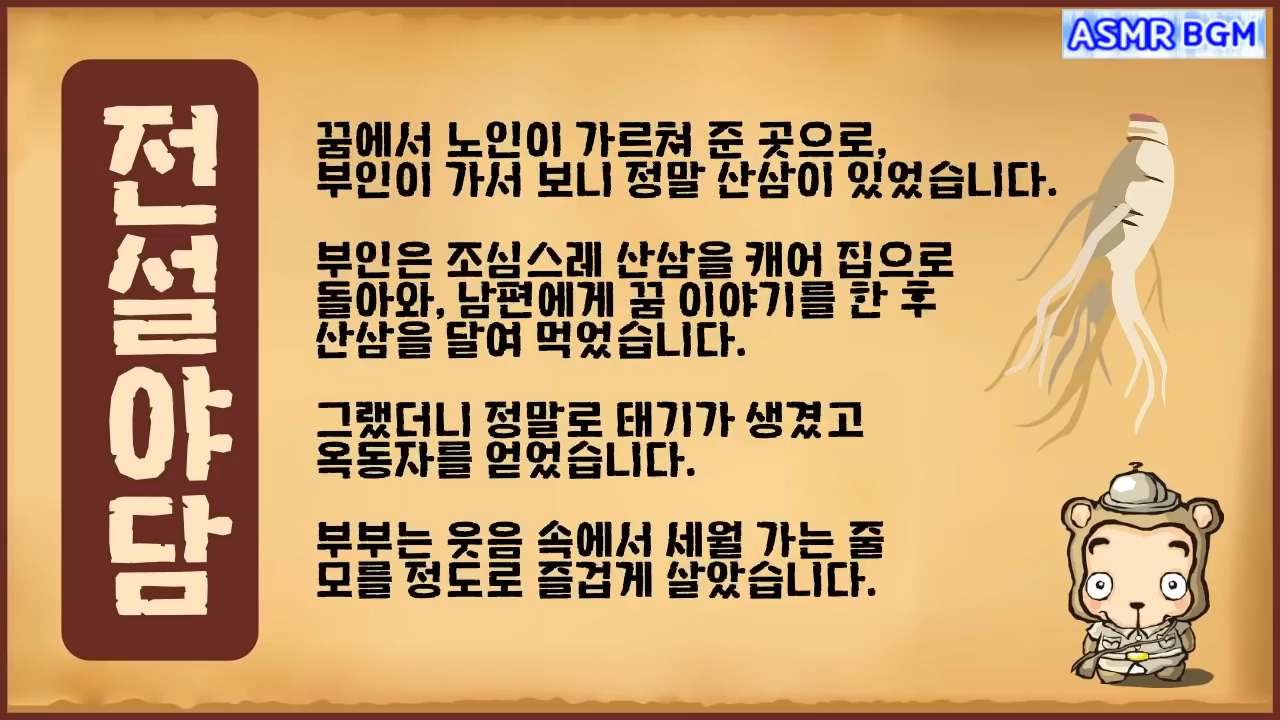 ASMR BGM
전설야담
꿈에서 노인이 가르쳐 준 곳으로,
부인이 가서 보니 정말 산삼이 있었습니다.
부인은 조심스레 산삼을 캐어 집으로
돌아와, 남편에게 꿈 이야기를 한 후
산삼을 달여 먹었습니다.
그랬더니 정말로 태기가 생겼고
옥동자를 얻었습니다.
부부는 웃음 속에서 세월 가는 줄
모를 정도로 즐겁게 살았습니다.